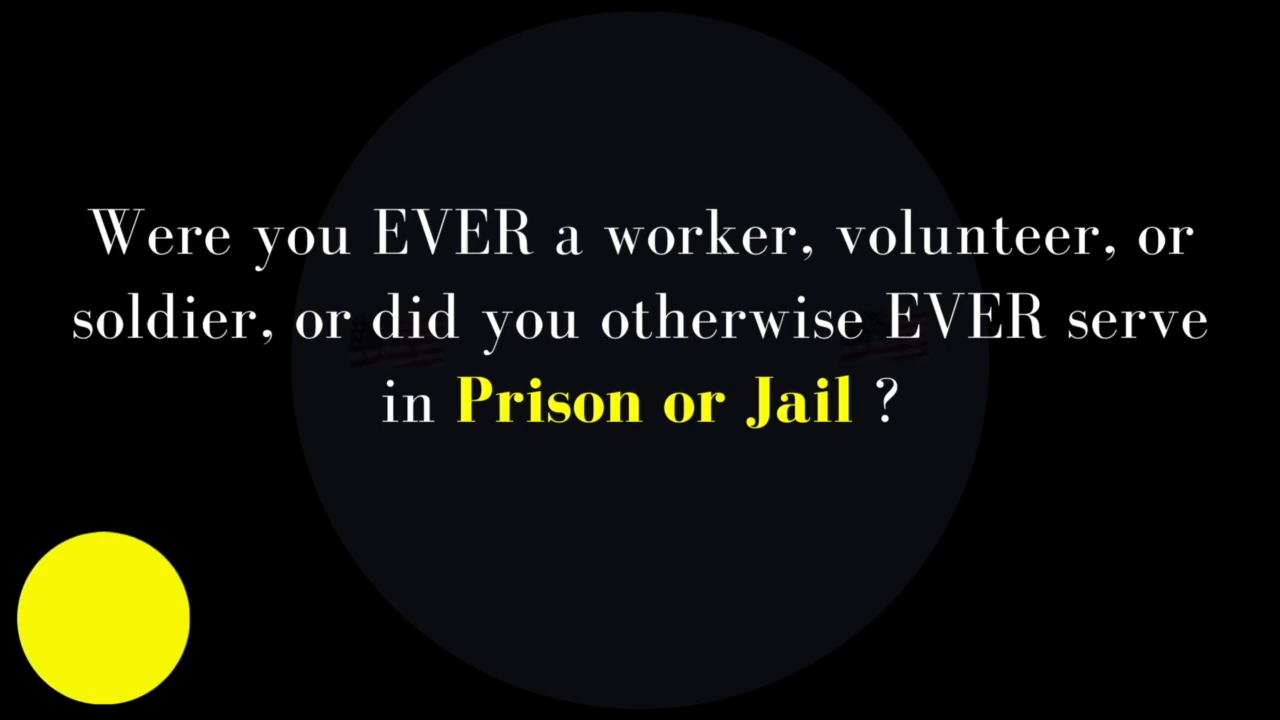 Were you EVER a worker, volunteer, or
soldier, or did you otherwise EVER serve
in Prison or Jail ?